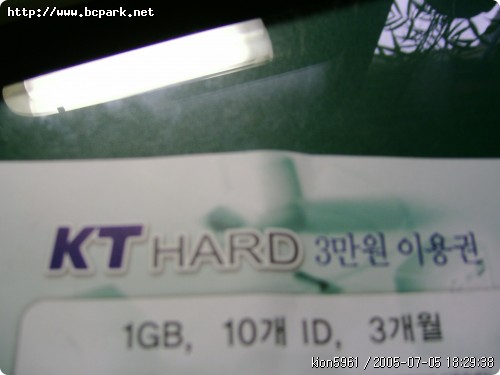 http://www.bcpark.net
KT HARD 3만원 이용권
1GB, 10개 ID, 3개월
kion5961 / 2005-07-05 18:29:38